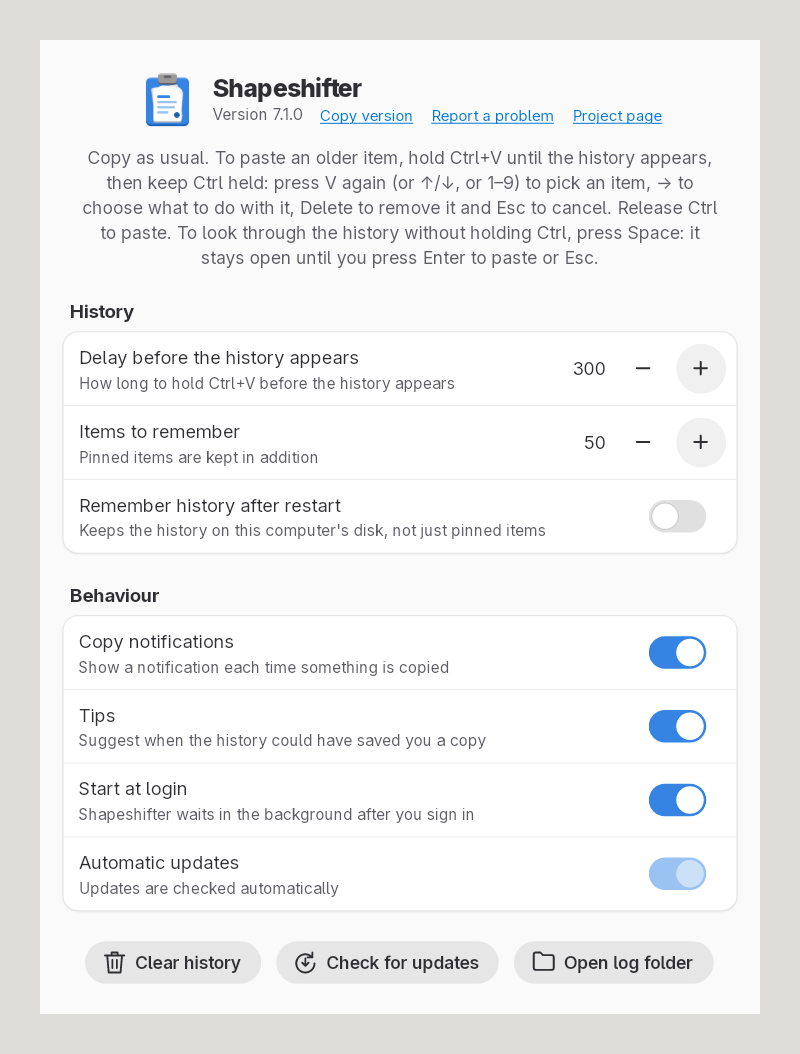 Shapeshifter
Version 7.1.0 Copy version Report a problem Project page
Copy as usual. To paste an older item, hold Ctrl+V until the history appears,
then keep Ctrl held: press V again (or ↑/↓, or 1–9) to pick an item, → to
choose what to do with it, Delete to remove it and Esc to cancel. Release Ctrl
to paste. To look through the history without holding Ctrl, press Space: it
stays open until you press Enter to paste or Esc.
History
Delay before the history appears
How long to hold Ctrl+V before the history appears
300 − +
Items to remember
Pinned items are kept in addition
50 − +
Remember history after restart
Keeps the history on this computer's disk, not just pinned items
Behaviour
Copy notifications
Show a notification each time something is copied
Tips
Suggest when the history could have saved you a copy
Start at login
Shapeshifter waits in the background after you sign in
Automatic updates
Updates are checked automatically
Clear history Check for updates Open log folder